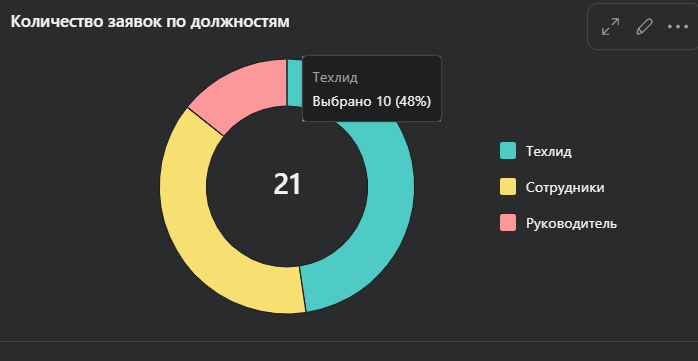 Количество заявок по должностям
Техлид
Выбрано 10 (48%)
21
Техлид
Сотрудники
Руководитель